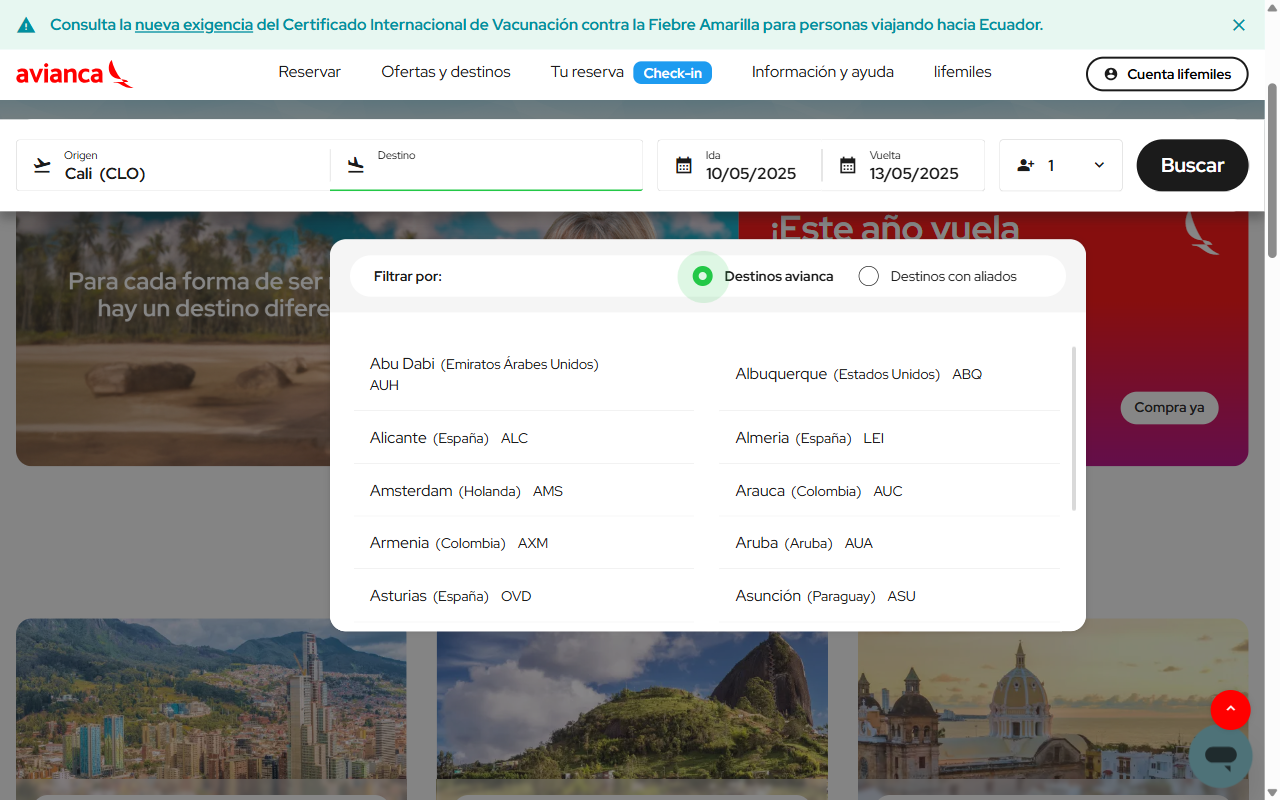 Consulta la nueva exigencia del Certificado Internacional de Vacunación contra la Fiebre Amarilla para personas viajando hacia Ecuador.
avianca
Reservar
Ofertas y destinos
Tu reserva
Check-in
Información y ayuda
lifemiles
Cuenta lifemiles
Origen
Cali (CLO)
Destino
Ida
10/05/2025
Vuelta
13/05/2025
1
Buscar
¡Este año vuela
Para cada forma de ser
hay un destino difere
Filtrar por:
Destinos avianca
Destinos con aliados
Abu Dabi (Emiratos Árabes Unidos)
AUH
Albuquerque (Estados Unidos) ABQ
Alicante (España) ALC
Almeria (España) LEI
Amsterdam (Holanda) AMS
Arauca (Colombia) AUC
Armenia (Colombia) AXM
Aruba (Aruba) AUA
Asturias (España) OVD
Asunción (Paraguay) ASU
Compra ya